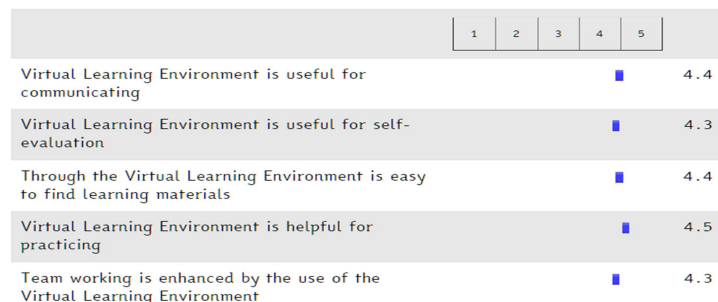 1 2 3 4 5
Virtual Learning Environment is useful for 4.4
communicating
Virtual Learning Environment is useful for self- 4.3
evaluation
Through the Virtual Learning Environment is easy 4.4
to find learning materials
Virtual Learning Environment is helpful for 4.5
practicing
Team working is enhanced by the use of the 4.3
Virtual Learning Environment